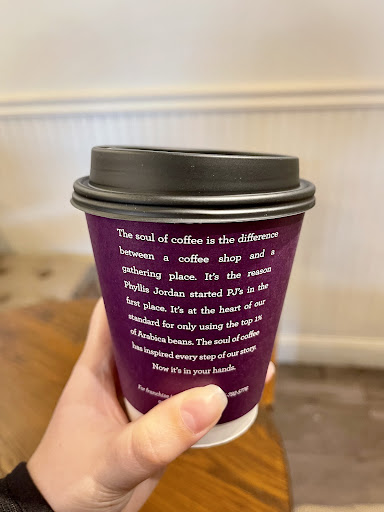 The soul of coffee is the difference
between a coffee shop and a
gathering place. It's the reason
Phyllis Jordan started PJ's in the
first place. It's at the heart of our
standard for only using the top 1%
of Arabica beans. The soul of coffee
has inspired every step of our story.
Now it's in your hands.
For franchise